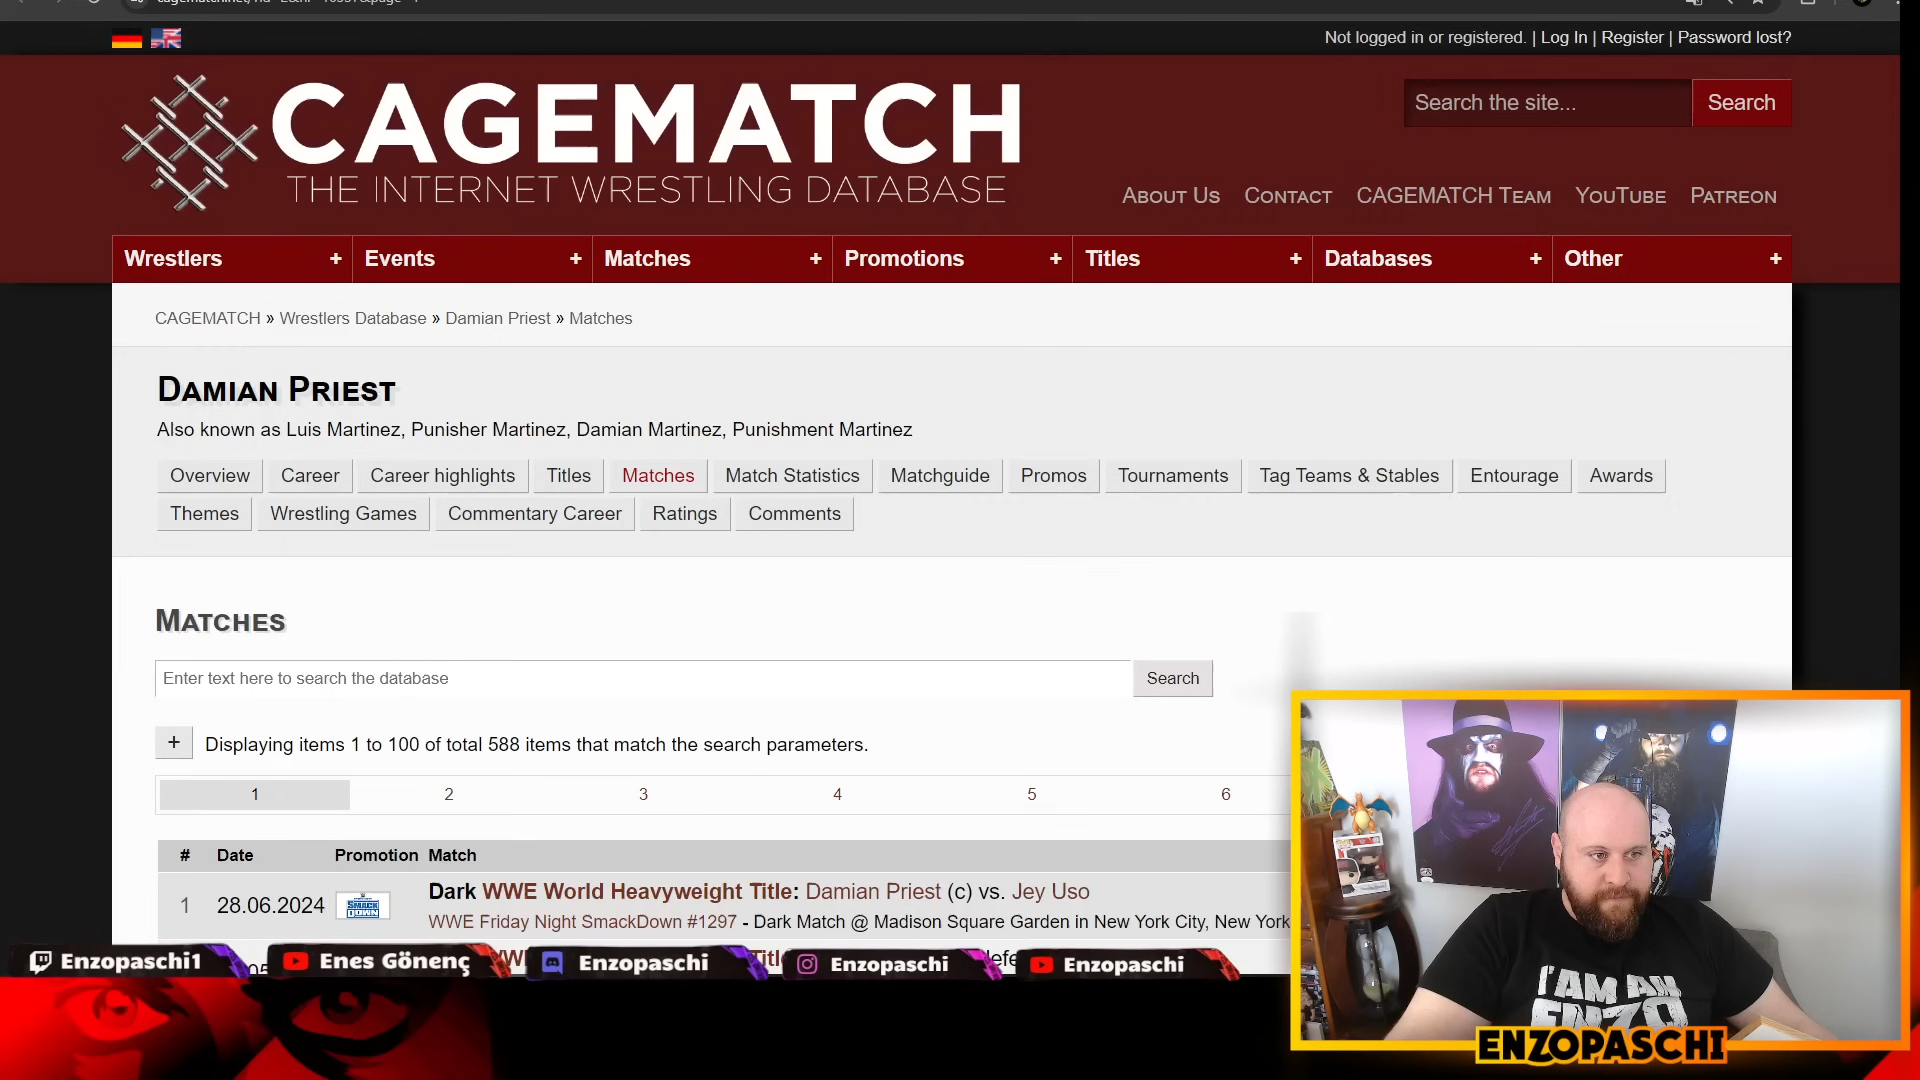 Not logged in or registered. | Log In | Register | Password lost?
CAGEMATCH
THE INTERNET WRESTLING DATABASE
Search the site...
Search
About Us Contact CAGEMATCH Team YouTube Patreon
Wrestlers + Events + Matches + Promotions + Titles + Databases + Other +
CAGEMATCH » Wrestlers Database » Damian Priest » Matches
Damian Priest
Also known as Luis Martinez, Punisher Martinez, Damian Martinez, Punishment Martinez
Overview Career Career highlights Titles Matches Match Statistics Matchguide Promos Tournaments Tag Teams & Stables Entourage Awards
Themes Wrestling Games Commentary Career Ratings Comments
Matches
Enter text here to search the database
Search
+ Displaying items 1 to 100 of total 588 items that match the search parameters.
1 2 3 4 5 6
# Date Promotion Match
1 28.06.2024 SMACK DOWN Dark WWE World Heavyweight Title: Damian Priest (c) vs. Jey Uso
WWE Friday Night SmackDown #1297 - Dark Match @ Madison Square Garden in New York City, New York
Enzopaschi1 Enes Gönenç Enzopaschi Enzopaschi Enzopaschi
I AM AN
ENZO
ENZOPASCHI